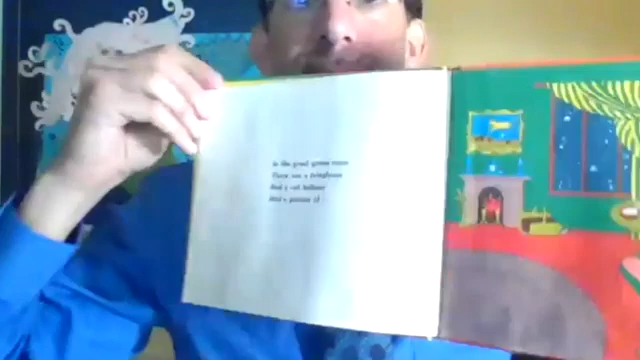 In the great green room
There was a telephone
And a red balloon
And a picture of